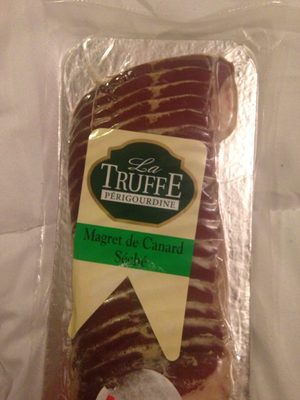 La
TRUFFE
PÉRIGOURDINE
Magret de Canard
Séché